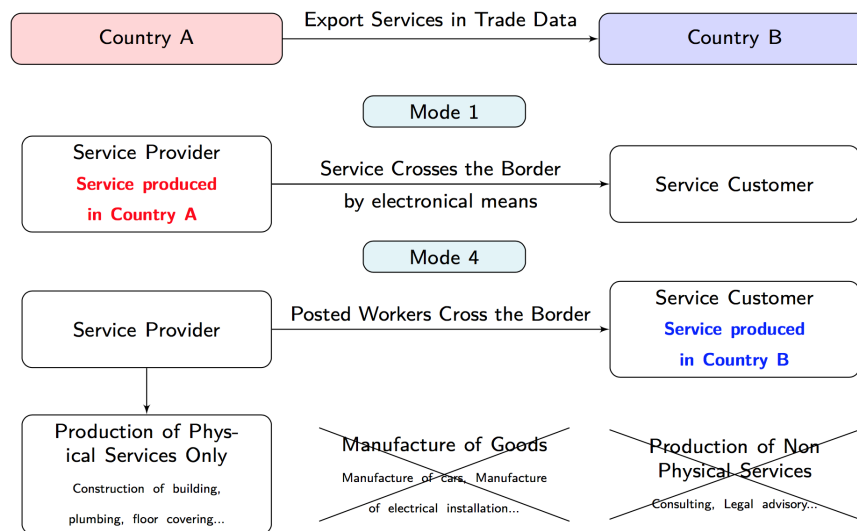 Export Services in Trade Data
Country A
Country B
Mode 1
Service Provider
Service produced
in Country A
Service Crosses the Border
by electronical means
Service Customer
Mode 4
Service Provider
Posted Workers Cross the Border
Service Customer
Service produced
in Country B
Production of Phys-
ical Services Only
Construction of building,
plumbing, floor covering...
Manufacture of Goods
Manufacture of cars, Manufacture
of electrical installation...
Production of Non
Physical Services
Consulting, Legal advisory...